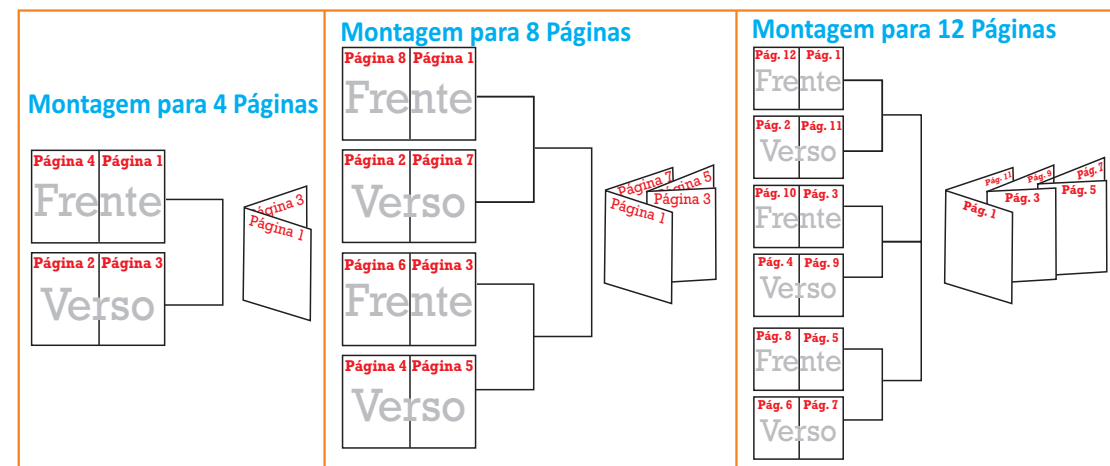 Montagem para 4 Páginas
Página 4 Página 1
Frente
Página 2 Página 3
Verso
Página 3
Página 1
Montagem para 8 Páginas
Página 8 Página 1
Frente
Página 2 Página 7
Verso
Página 6 Página 3
Frente
Página 4 Página 5
Verso
Página 7
Página 5
Página 1
Página 3
Montagem para 12 Páginas
Pág. 12 Pág. 1
Frente
Pág. 2 Pág. 11
Verso
Pág. 10 Pág. 3
Frente
Pág. 4 Pág. 9
Verso
Pág. 8 Pág. 5
Frente
Pág. 6 Pág. 7
Verso
Pág. 11
Pág. 9
Pág. 7
Pág. 1
Pág. 3
Pág. 5